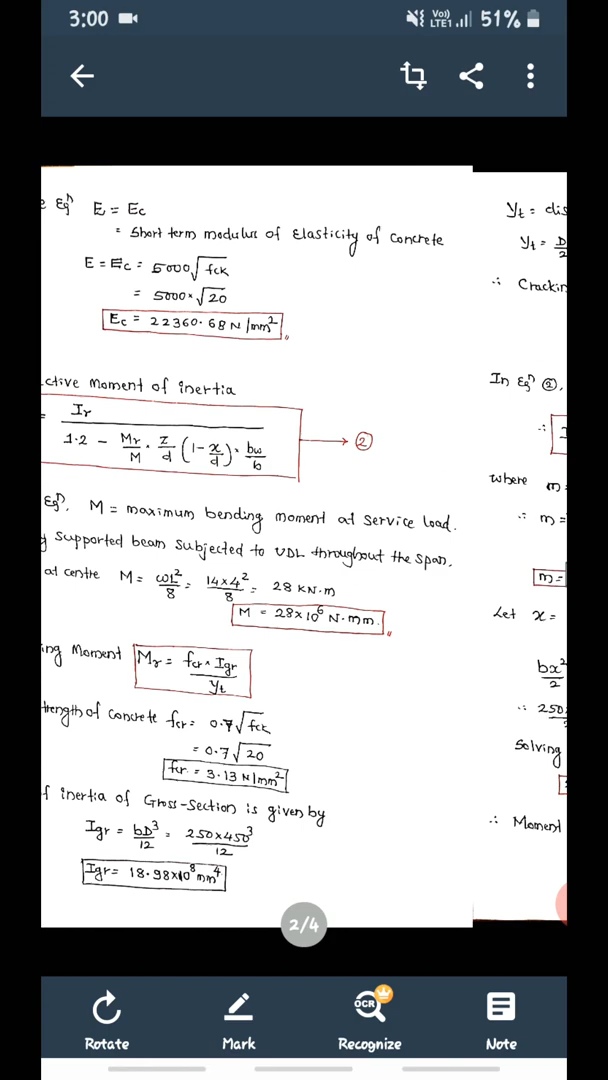 3:00 Vo) LTE1 51%
e Eqn E = Ec
= Short term modulus of Elasticity of concrete
E = Ec = 5000√fck
= 5000×√20
Ec = 22360.68 N/mm²
ctive moment of inertia
= Ir / (1.2 - Mr/M · z/d (1 - x/d) · bw/b) → ②
Eqn, M = maximum bending moment at service load.
y supported beam subjected to UDL throughout the span.
at centre M = ωL²/8 = 14×4²/8 = 28 KN·m
M = 28×10⁶ N·mm.
ing Moment Mr = fcr × Igr / yt
trength of concrete fcr = 0.7√fck
= 0.7√20
fcr = 3.13 N/mm²
f inertia of Gross-section is given by
Igr = bD³/12 = 250×450³/12
Igr = 18.98×10⁸ mm⁴
yt = dis
yt = D/2
∴ Crackin
In Eqn ②,
∴
where m=
∴ m=
m=
Let x =
bx²/2
∴ 250
Solving
∴ Moment
2/4
Rotate Mark OCR Recognize Note